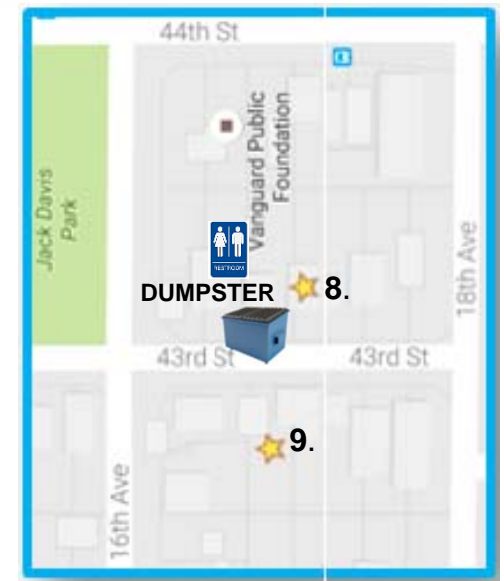 44th St
Vanguard Public
Foundation
Jack Davis
Park
RESTROOM
18th Ave
DUMPSTER
8.
43rd St
43rd St
9.
16th Ave